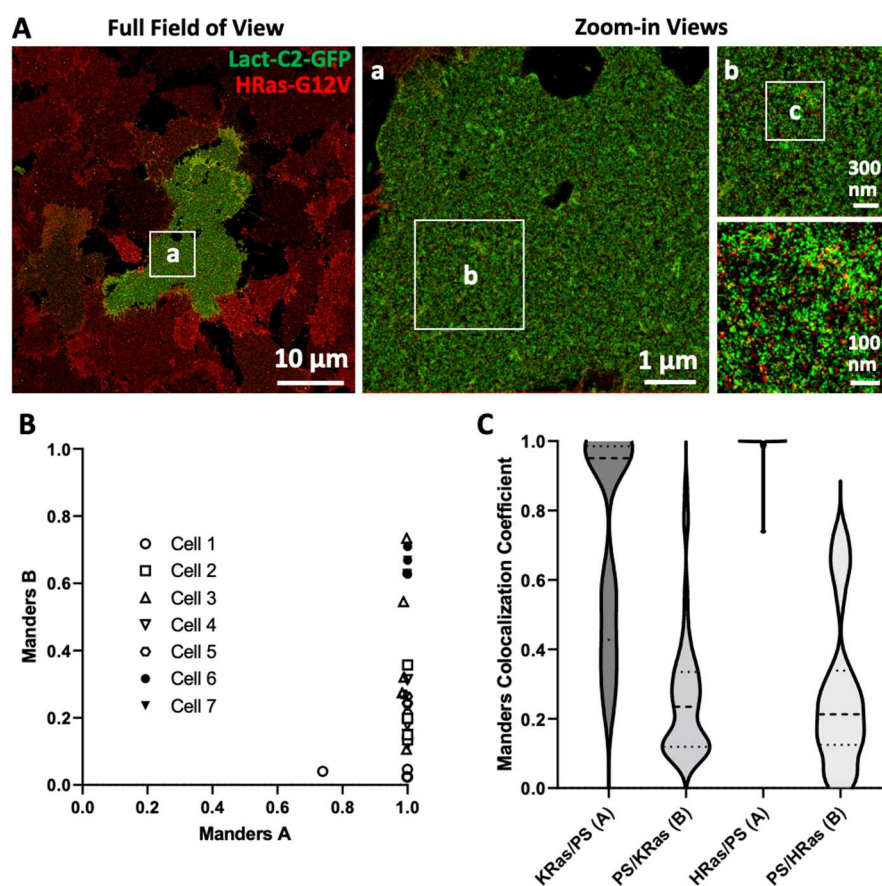 A
Full Field of View
Zoom-in Views
Lact-C2-GFP
HRas-G12V
a
10 µm
a
b
1 µm
b
c
300
nm
100
nm
B
1.0
0.8
0.6
0.4
0.2
0.0
Manders B
Cell 1
Cell 2
Cell 3
Cell 4
Cell 5
Cell 6
Cell 7
0.0 0.2 0.4 0.6 0.8 1.0
Manders A
C
Manders Colocalization Coefficient
1.0
0.8
0.6
0.4
0.2
0.0
KRas/PS (A)
PS/KRas (B)
HRas/PS (A)
PS/HRas (B)